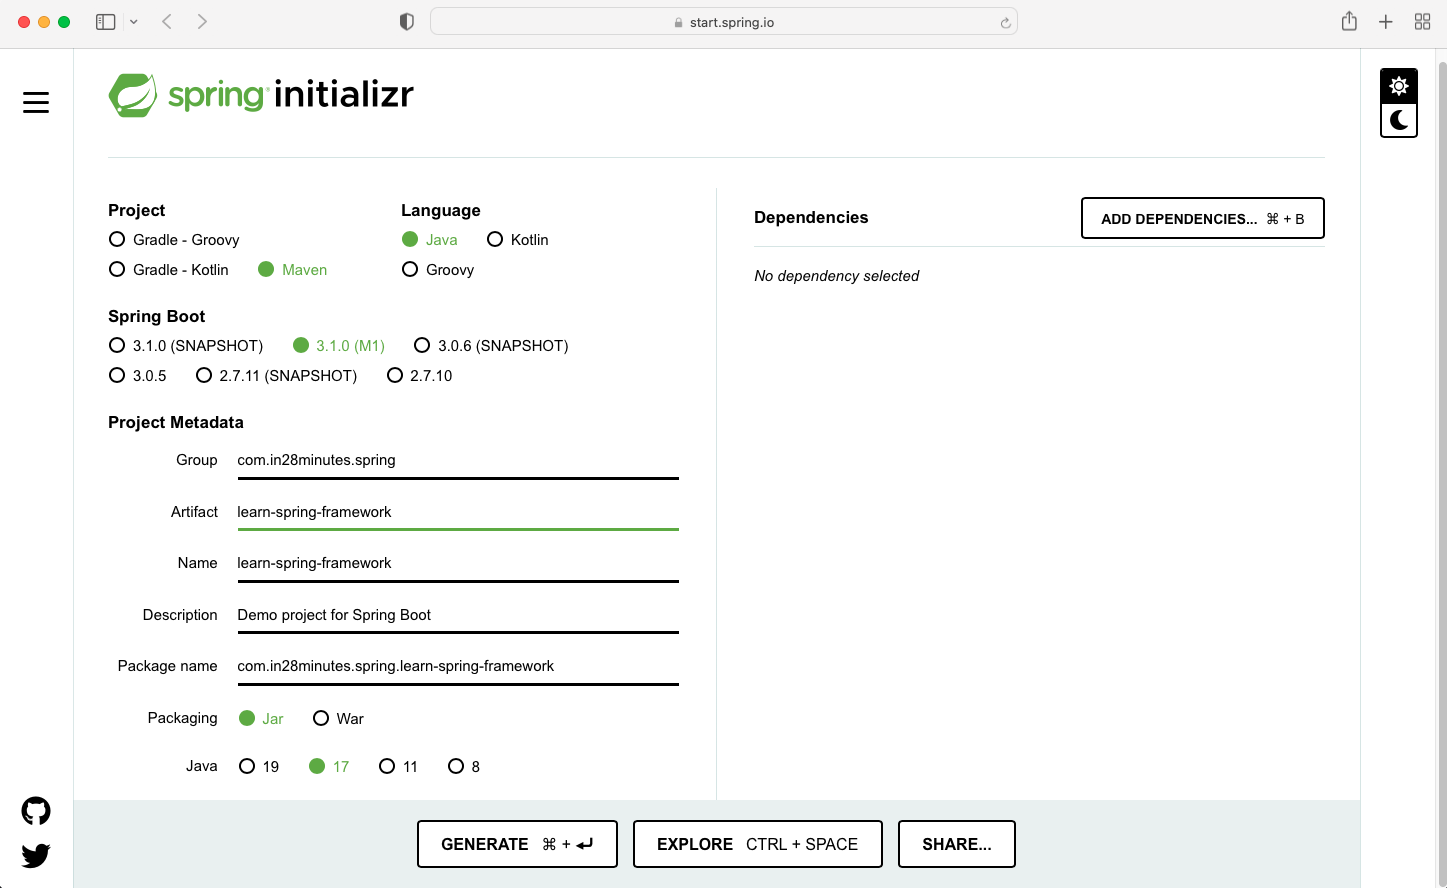 start.spring.io
spring initializr
Project
Gradle - Groovy
Gradle - Kotlin Maven
Language
Java Kotlin
Groovy
Spring Boot
3.1.0 (SNAPSHOT) 3.1.0 (M1) 3.0.6 (SNAPSHOT)
3.0.5 2.7.11 (SNAPSHOT) 2.7.10
Project Metadata
Group com.in28minutes.spring
Artifact learn-spring-framework
Name learn-spring-framework
Description Demo project for Spring Boot
Package name com.in28minutes.spring.learn-spring-framework
Packaging Jar War
Java 19 17 11 8
Dependencies
ADD DEPENDENCIES... ⌘ + B
No dependency selected
GENERATE ⌘ + ⏎
EXPLORE CTRL + SPACE
SHARE...